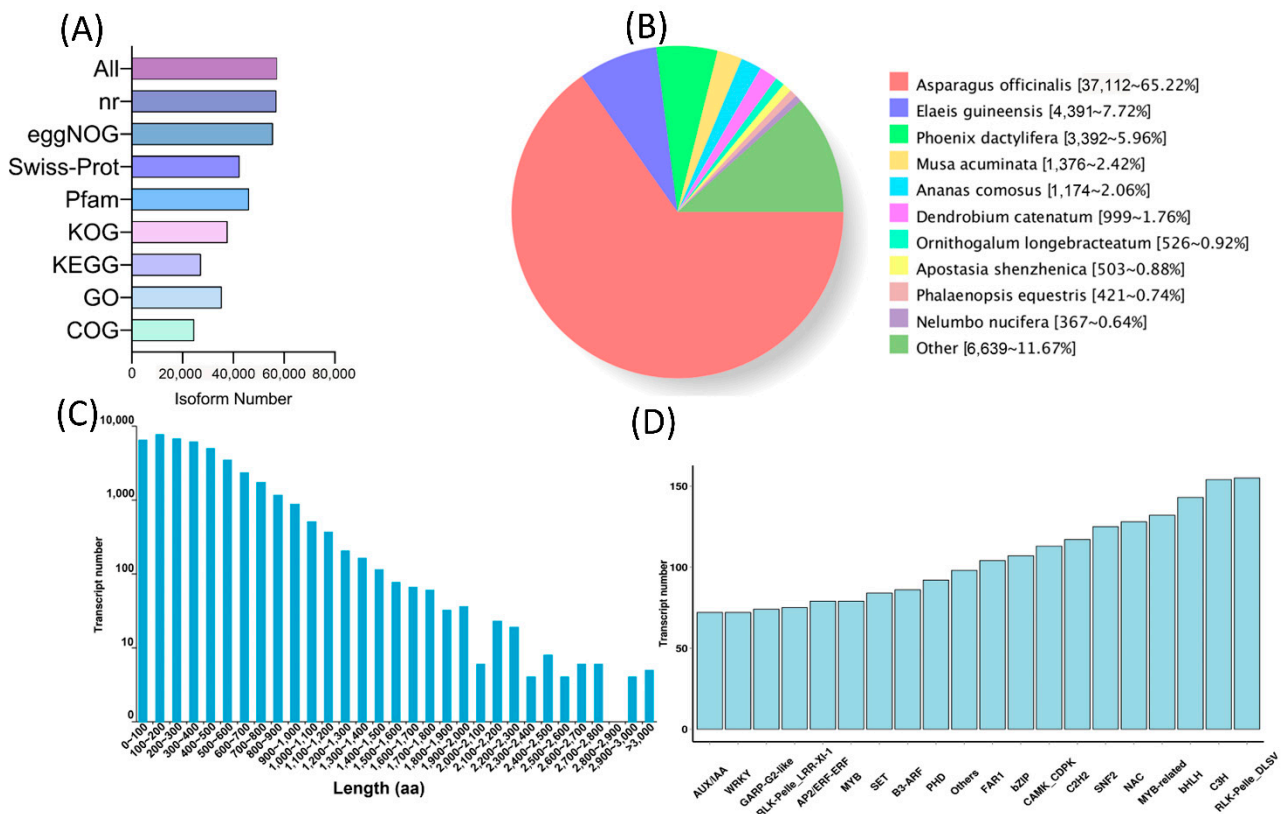 (A)
All
nr
eggNOG
Swiss-Prot
Pfam
KOG
KEGG
GO
COG
0 20,000 40,000 60,000 80,000
Isoform Number
(B)
Asparagus officinalis [37,112~65.22%]
Elaeis guineensis [4,391~7.72%]
Phoenix dactylifera [3,392~5.96%]
Musa acuminata [1,376~2.42%]
Ananas comosus [1,174~2.06%]
Dendrobium catenatum [999~1.76%]
Ornithogalum longebracteatum [526~0.92%]
Apostasia shenzhenica [503~0.88%]
Phalaenopsis equestris [421~0.74%]
Nelumbo nucifera [367~0.64%]
Other [6,639~11.67%]
(C)
10,000
1,000
100
10
0
Transcript number
0~100
100~200
200~300
300~400
400~500
500~600
600~700
700~800
800~900
900~1,000
1,000~1,100
1,100~1,200
1,200~1,300
1,300~1,400
1,400~1,500
1,500~1,600
1,600~1,700
1,700~1,800
1,800~1,900
1,900~2,000
2,000~2,100
2,100~2,200
2,200~2,300
2,300~2,400
2,400~2,500
2,500~2,600
2,600~2,700
2,700~2,800
2,800~2,900
2,900~3,000
>3,000
Length (aa)
(D)
150
100
50
0
Transcript number
AUX/IAA
WRKY
GARP-G2-like
RLK-Pelle_LRR-XI-1
AP2/ERF-ERF
MYB
SET
B3-ARF
PHD
Others
FAR1
bZIP
CAMK_CDPK
C2H2
SNF2
NAC
MYB-related
bHLH
C3H
RLK-Pelle_DLSV